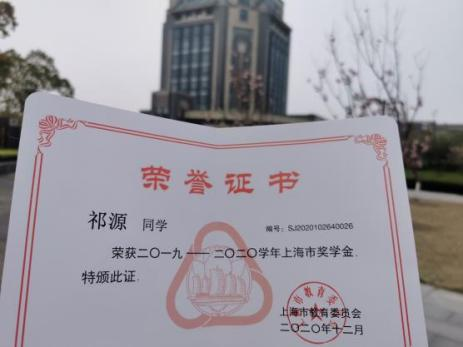 荣誉证书
祁源 同学
编号：SJ2020102640026
荣获二〇一九——二〇二〇学年上海市奖学金.
特颁此证.
上海市教育委员会
二〇二〇年十二月